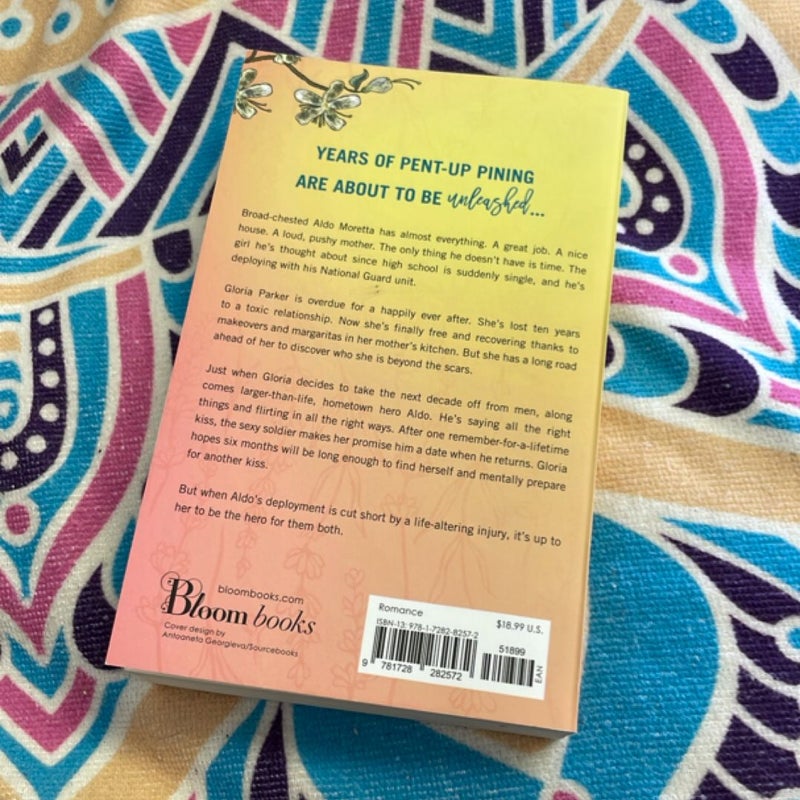 YEARS OF PENT-UP PINING
ARE ABOUT TO BE unleashed...
Broad-chested Aldo Moretta has almost everything. A great job. A nice
house. A loud, pushy mother. The only thing he doesn't have is time. The
girl he's thought about since high school is suddenly single, and he's
deploying with his National Guard unit.
Gloria Parker is overdue for a happily ever after. She's lost ten years
to a toxic relationship. Now she's finally free and recovering thanks to
makeovers and margaritas in her mother's kitchen. But she has a long road
ahead of her to discover who she is beyond the scars.
Just when Gloria decides to take the next decade off from men, along
comes larger-than-life, hometown hero Aldo. He's saying all the right
things and flirting in all the right ways. After one remember-for-a-lifetime
kiss, the sexy soldier makes her promise him a date when he returns. Gloria
hopes six months will be long enough to find herself and mentally prepare
for another kiss.
But when Aldo's deployment is cut short by a life-altering injury, it's up to
her to be the hero for them both.
bloombooks.com
Bloom books
Cover design by
Antoaneta Georgieva/Sourcebooks
Romance
$18.99 U.S.
ISBN-13: 978-1-7282-8257-2
51899
9 781728 282572
EAN